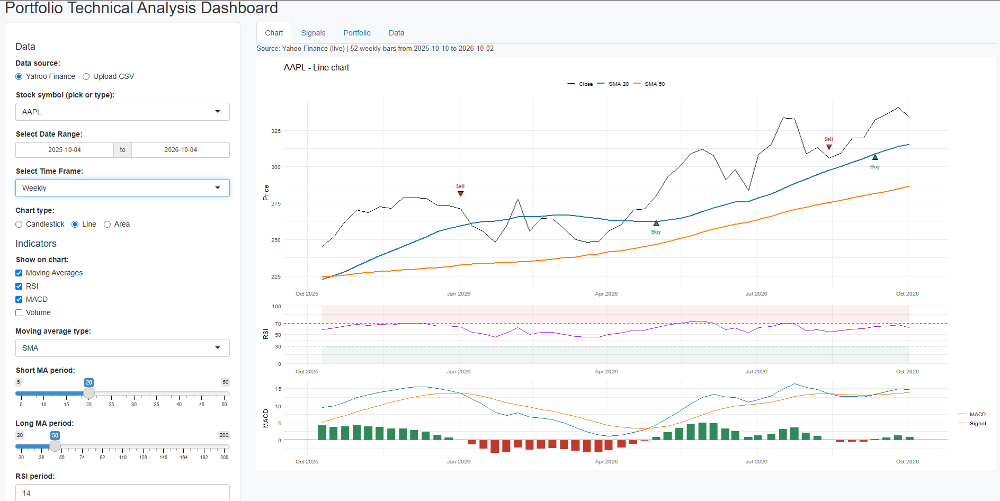 Portfolio Technical Analysis Dashboard
Data
Data source:
Yahoo Finance Upload CSV
Stock symbol (pick or type):
AAPL
Select Date Range:
2025-10-04 to 2026-10-04
Select Time Frame:
Weekly
Chart type:
Candlestick Line Area
Indicators
Show on chart:
Moving Averages
RSI
MACD
Volume
Moving average type:
SMA
Short MA period:
5 20 50
5 10 15 20 25 30 35 40 45 50
Long MA period:
20 50 200
20 38 56 74 92 110 128 146 164 182 200
RSI period:
14
Chart Signals Portfolio Data
Source: Yahoo Finance (live) | 52 weekly bars from 2025-10-10 to 2026-10-02
AAPL - Line chart
Close SMA 20 SMA 50
Price
325
300
275
250
225
Sell
Buy
Sell
Buy
Oct 2025 Jan 2026 Apr 2026 Jul 2026 Oct 2026
RSI
100
70
50
30
0
Oct 2025 Jan 2026 Apr 2026 Jul 2026 Oct 2026
MACD
15
10
5
0
MACD
Signal
Oct 2025 Jan 2026 Apr 2026 Jul 2026 Oct 2026